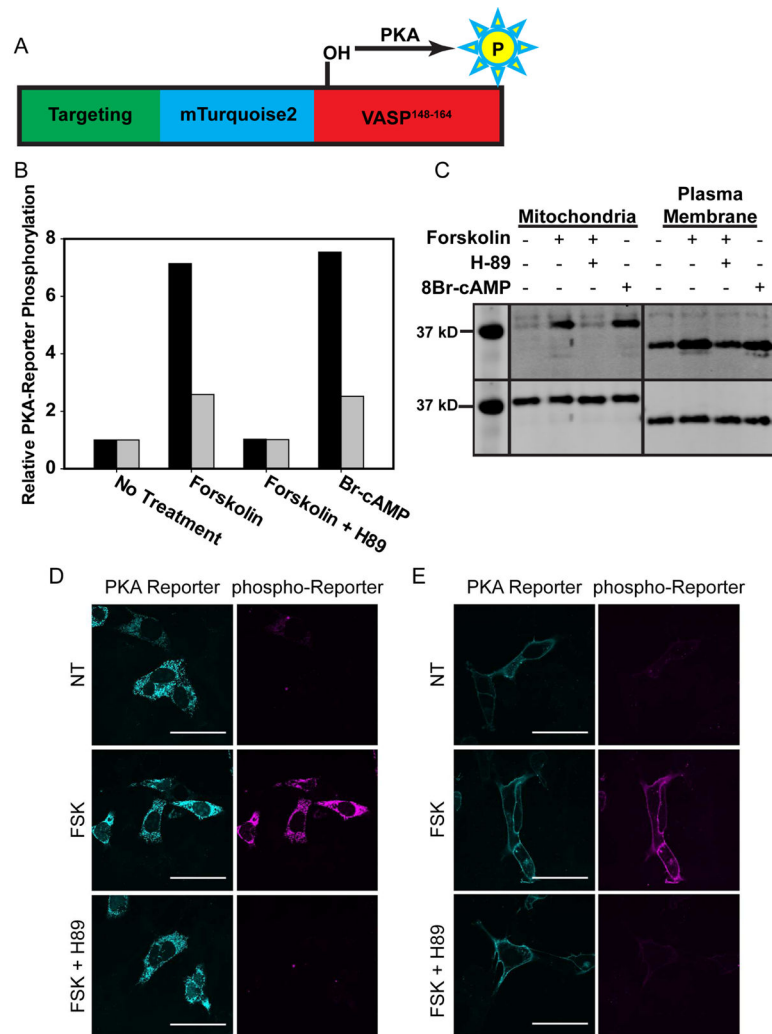 A
OH
PKA
P
Targeting
mTurquoise2
VASP148-164
B
Relative PKA-Reporter Phosphorylation
8
6
4
2
0
No Treatment
Forskolin
Forskolin + H89
Br-cAMP
C
Mitochondria
Plasma
Membrane
Forskolin - + + - - + + -
H-89 - - + - - - + -
8Br-cAMP - - - + - - - +
37 kD
37 kD
D
PKA Reporter phospho-Reporter
NT
FSK
FSK + H89
E
PKA Reporter phospho-Reporter
NT
FSK
FSK + H89